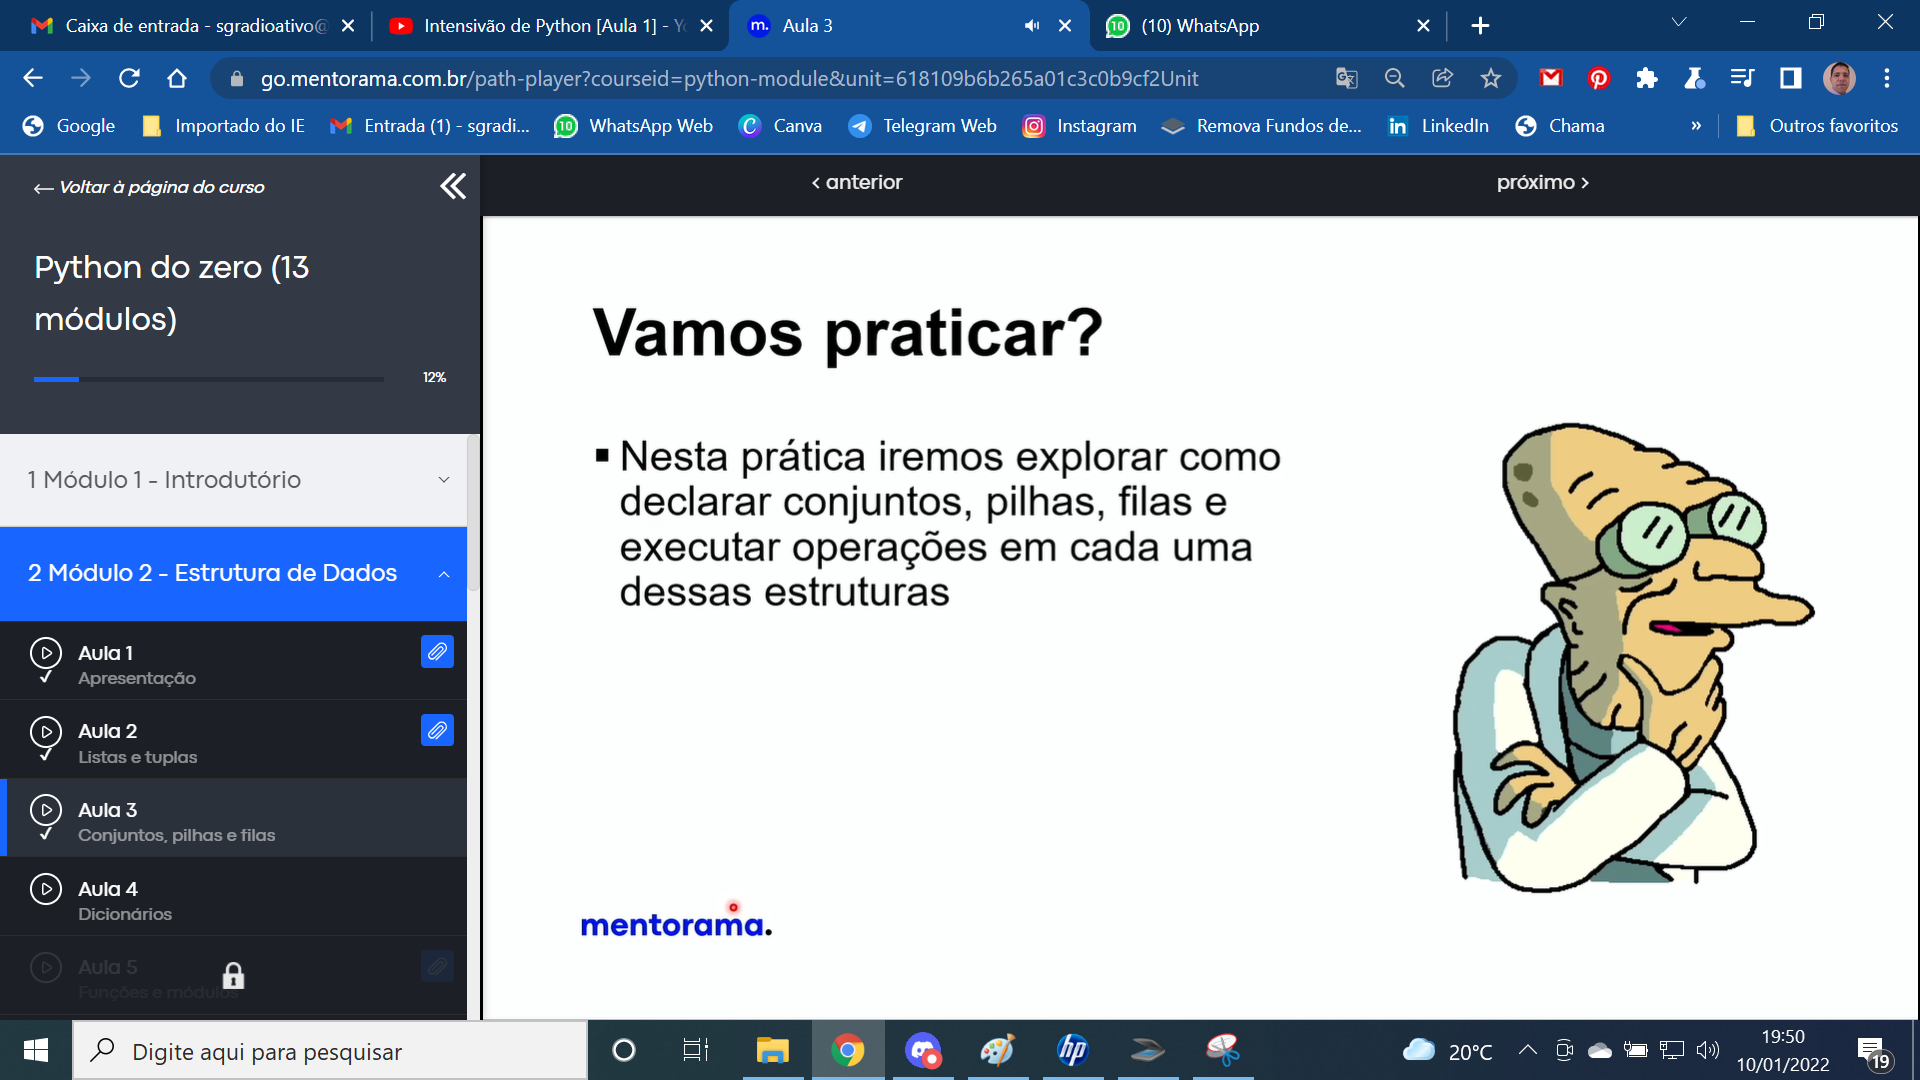 Caixa de entrada - sgradioativo@
Intensivão de Python [Aula 1] - Yo
m. Aula 3
10 (10) WhatsApp
go.mentorama.com.br/path-player?courseid=python-module&unit=618109b6b265a01c3c0b9cf2Unit
Google
Importado do IE
Entrada (1) - sgradi...
10 WhatsApp Web
Canva
Telegram Web
Instagram
Remova Fundos de...
in LinkedIn
Chama
»
Outros favoritos
← Voltar à página do curso
‹ anterior
próximo ›
Python do zero (13
módulos)
12%
1 Módulo 1 - Introdutório
2 Módulo 2 - Estrutura de Dados
Aula 1
Apresentação
Aula 2
Listas e tuplas
Aula 3
Conjuntos, pilhas e filas
Aula 4
Dicionários
Aula 5
Funções e módulos
Vamos praticar?
▪ Nesta prática iremos explorar como
declarar conjuntos, pilhas, filas e
executar operações em cada uma
dessas estruturas
mentorama.
Digite aqui para pesquisar
hp
20°C
19:50
10/01/2022
19